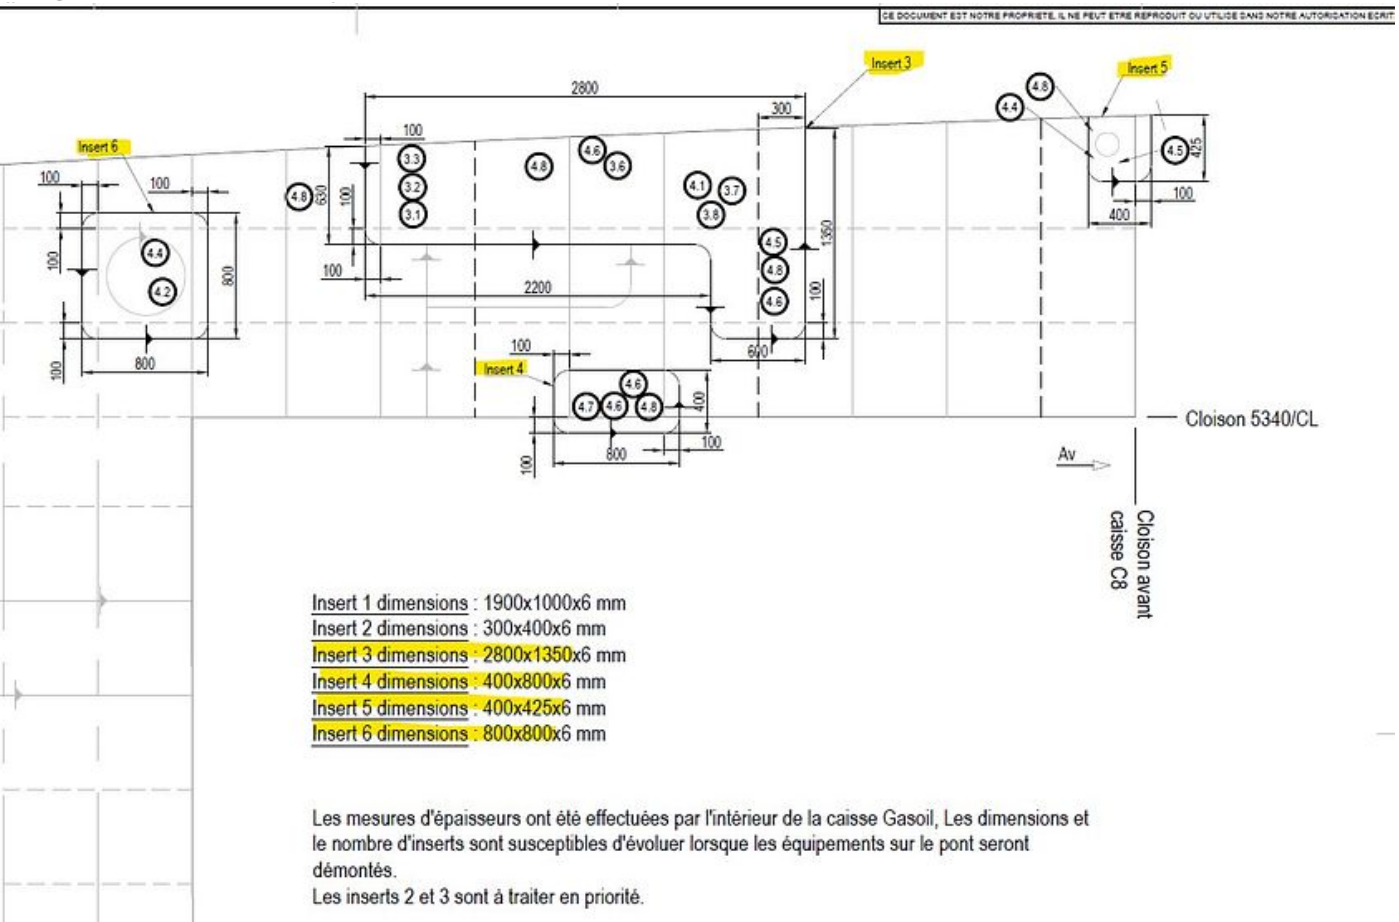 CE DOCUMENT EST NOTRE PROPRIETE, IL NE PEUT ETRE REPRODUIT OU UTILISE SANS NOTRE AUTORISATION ECRIT
Insert 3
Insert 5
4.8
4.4
2800
300
100
Insert 6
4.6
3.3
4.8
3.6
4.5
425
100
100
4.8
630
100
3.2
4.1
3.7
100
3.1
3.8
400
1350
4.4
4.5
100
800
100
4.8
4.2
2200
4.6
100
100
800
100
600
Insert 4
4.6
4.7
4.6
4.8
400
100
800
100
Cloison 5340/CL
Av
Cloison avant
caisse C8
Insert 1 dimensions : 1900x1000x6 mm
Insert 2 dimensions : 300x400x6 mm
Insert 3 dimensions : 2800x1350x6 mm
Insert 4 dimensions : 400x800x6 mm
Insert 5 dimensions : 400x425x6 mm
Insert 6 dimensions : 800x800x6 mm
Les mesures d'épaisseurs ont été effectuées par l'intérieur de la caisse Gasoil, Les dimensions et
le nombre d'inserts sont susceptibles d'évoluer lorsque les équipements sur le pont seront
démontés.
Les inserts 2 et 3 sont à traiter en priorité.